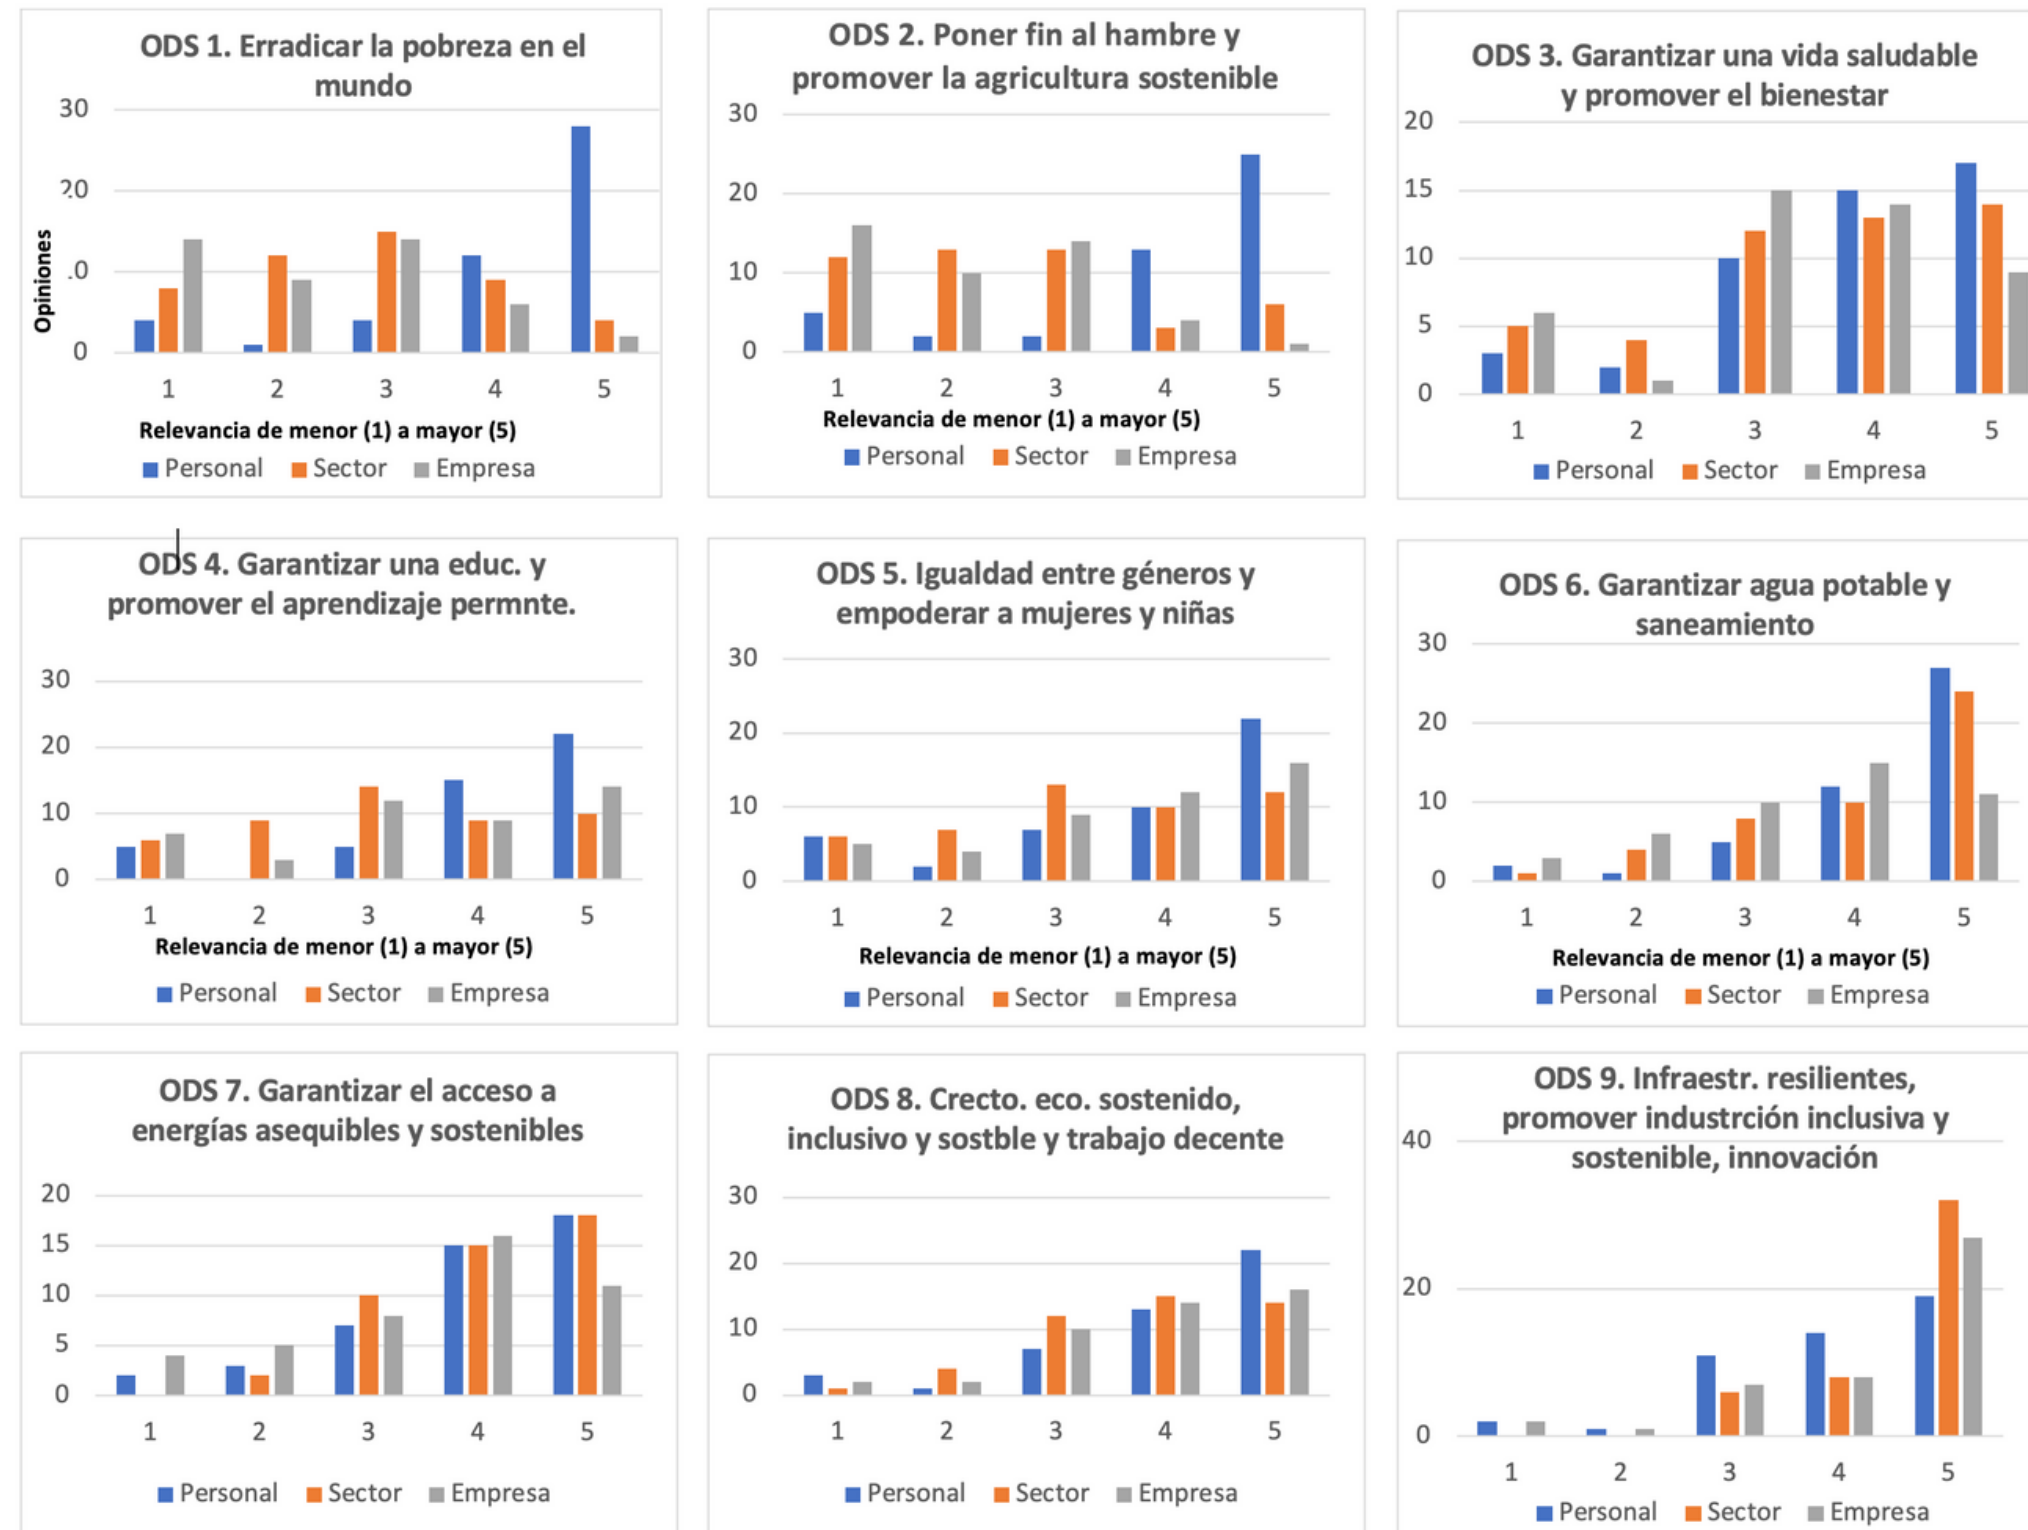 ODS 1. Erradicar la pobreza en el
mundo
30
20
.0
0
Opiniones
1 2 3 4 5
Relevancia de menor (1) a mayor (5)
Personal Sector Empresa
ODS 2. Poner fin al hambre y
promover la agricultura sostenible
30
20
10
0
1 2 3 4 5
Relevancia de menor (1) a mayor (5)
Personal Sector Empresa
ODS 3. Garantizar una vida saludable
y promover el bienestar
20
15
10
5
0
1 2 3 4 5
Personal Sector Empresa
ODS 4. Garantizar una educ. y
promover el aprendizaje permnte.
30
20
10
0
1 2 3 4 5
Relevancia de menor (1) a mayor (5)
Personal Sector Empresa
ODS 5. Igualdad entre géneros y
empoderar a mujeres y niñas
30
20
10
0
1 2 3 4 5
Relevancia de menor (1) a mayor (5)
Personal Sector Empresa
ODS 6. Garantizar agua potable y
saneamiento
30
20
10
0
1 2 3 4 5
Relevancia de menor (1) a mayor (5)
Personal Sector Empresa
ODS 7. Garantizar el acceso a
energías asequibles y sostenibles
20
15
10
5
0
1 2 3 4 5
Personal Sector Empresa
ODS 8. Crecto. eco. sostenido,
inclusivo y sostble y trabajo decente
30
20
10
0
1 2 3 4 5
Personal Sector Empresa
ODS 9. Infraestr. resilientes,
promover industrción inclusiva y
sostenible, innovación
40
20
0
1 2 3 4 5
Personal Sector Empresa